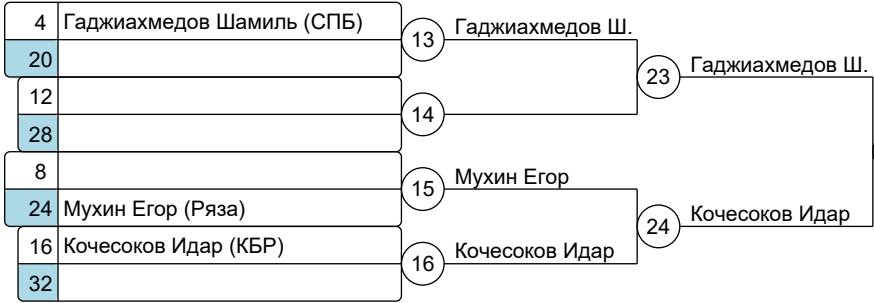 4 Гаджиахмедов Шамиль (СПБ)
20
13 Гаджиахмедов Ш.
12
28
14
23 Гаджиахмедов Ш.
8
24 Мухин Егор (Ряза)
15 Мухин Егор
16 Кочесоков Идар (КБР)
32
16 Кочесоков Идар
24 Кочесоков Идар